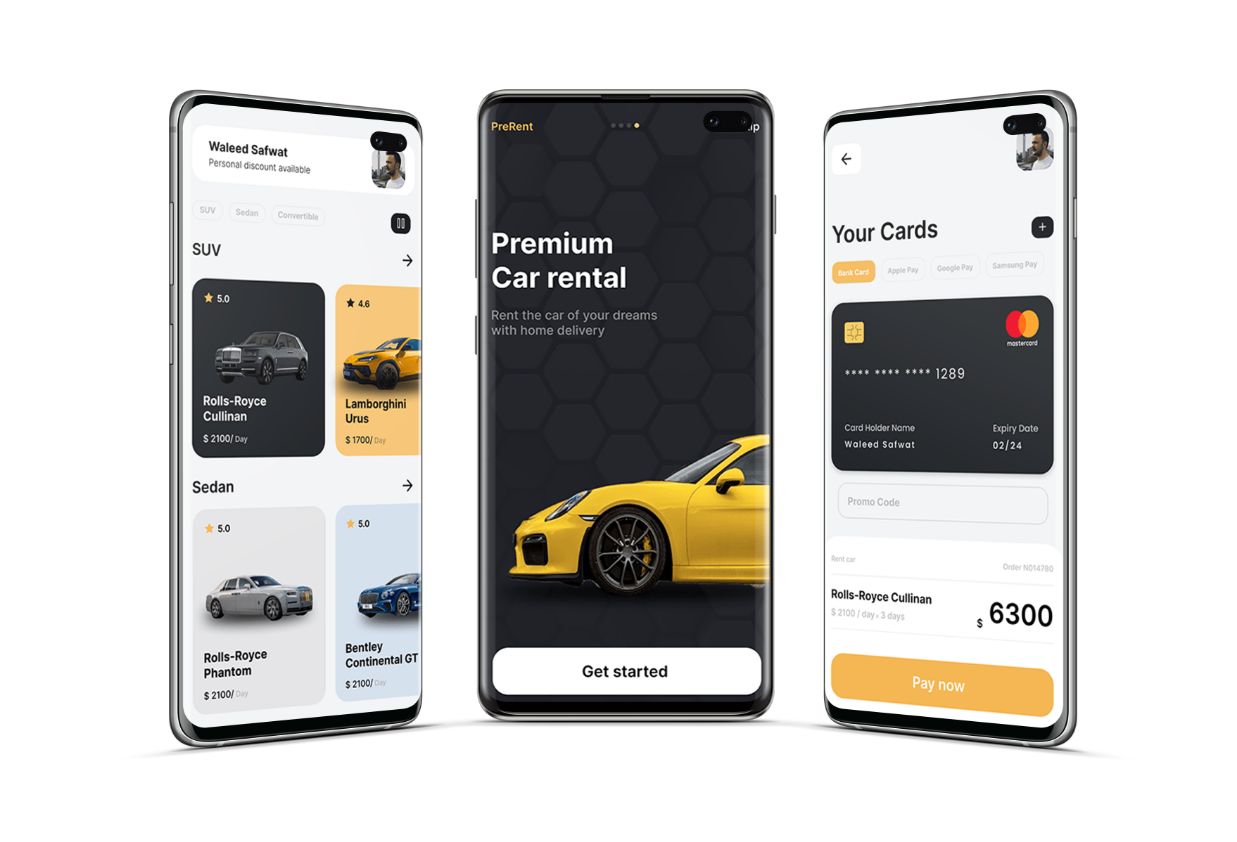 Waleed Safwat
Personal discount available
SUV
Sedan
Convertible
SUV
5.0
Rolls-Royce
Cullinan
$ 2100/ Day
4.6
Lamborghini
Urus
$ 1700/ Day
Sedan
5.0
Rolls-Royce
Phantom
$ 2100/ Day
5.0
Bentley
Continental GT
$ 2100/ Day
PreRent
ip
Premium
Car rental
Rent the car of your dreams
with home delivery
Get started
Your Cards
+
Bank Card
Apple Pay
Google Pay
Samsung Pay
mastercard
**** **** **** 1289
Card Holder Name
Expiry Date
Waleed Safwat
02/24
Promo Code
Rent car
Order N014780
Rolls-Royce Cullinan
$ 2100 / day × 3 days
$ 6300
Pay now